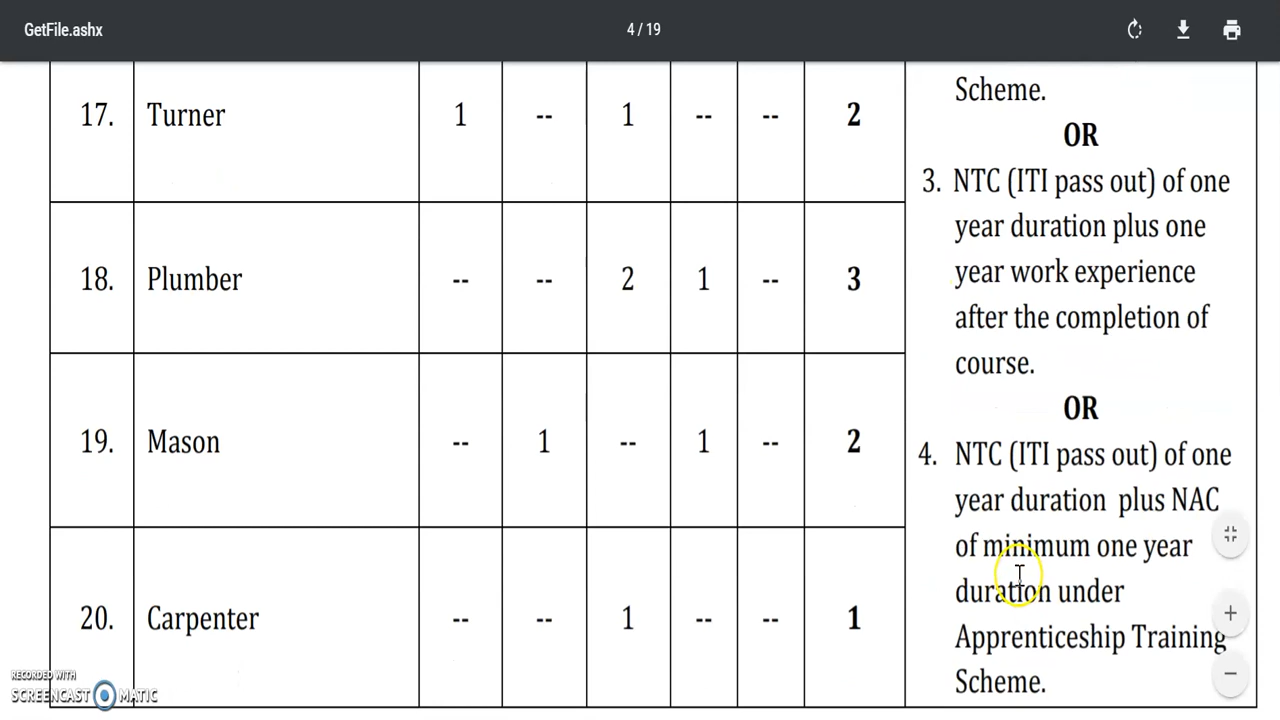 GetFile.ashx 4 / 19
Scheme.
17. Turner 1 -- 1 -- -- 2
OR
3. NTC (ITI pass out) of one
year duration plus one
18. Plumber -- -- 2 1 -- 3
year work experience
after the completion of
course.
OR
19. Mason -- 1 -- 1 -- 2
4. NTC (ITI pass out) of one
year duration plus NAC
of minimum one year
duration under
20. Carpenter -- -- 1 -- -- 1
Apprenticeship Training
Scheme.
RECORDED WITH
SCREENCAST MATIC